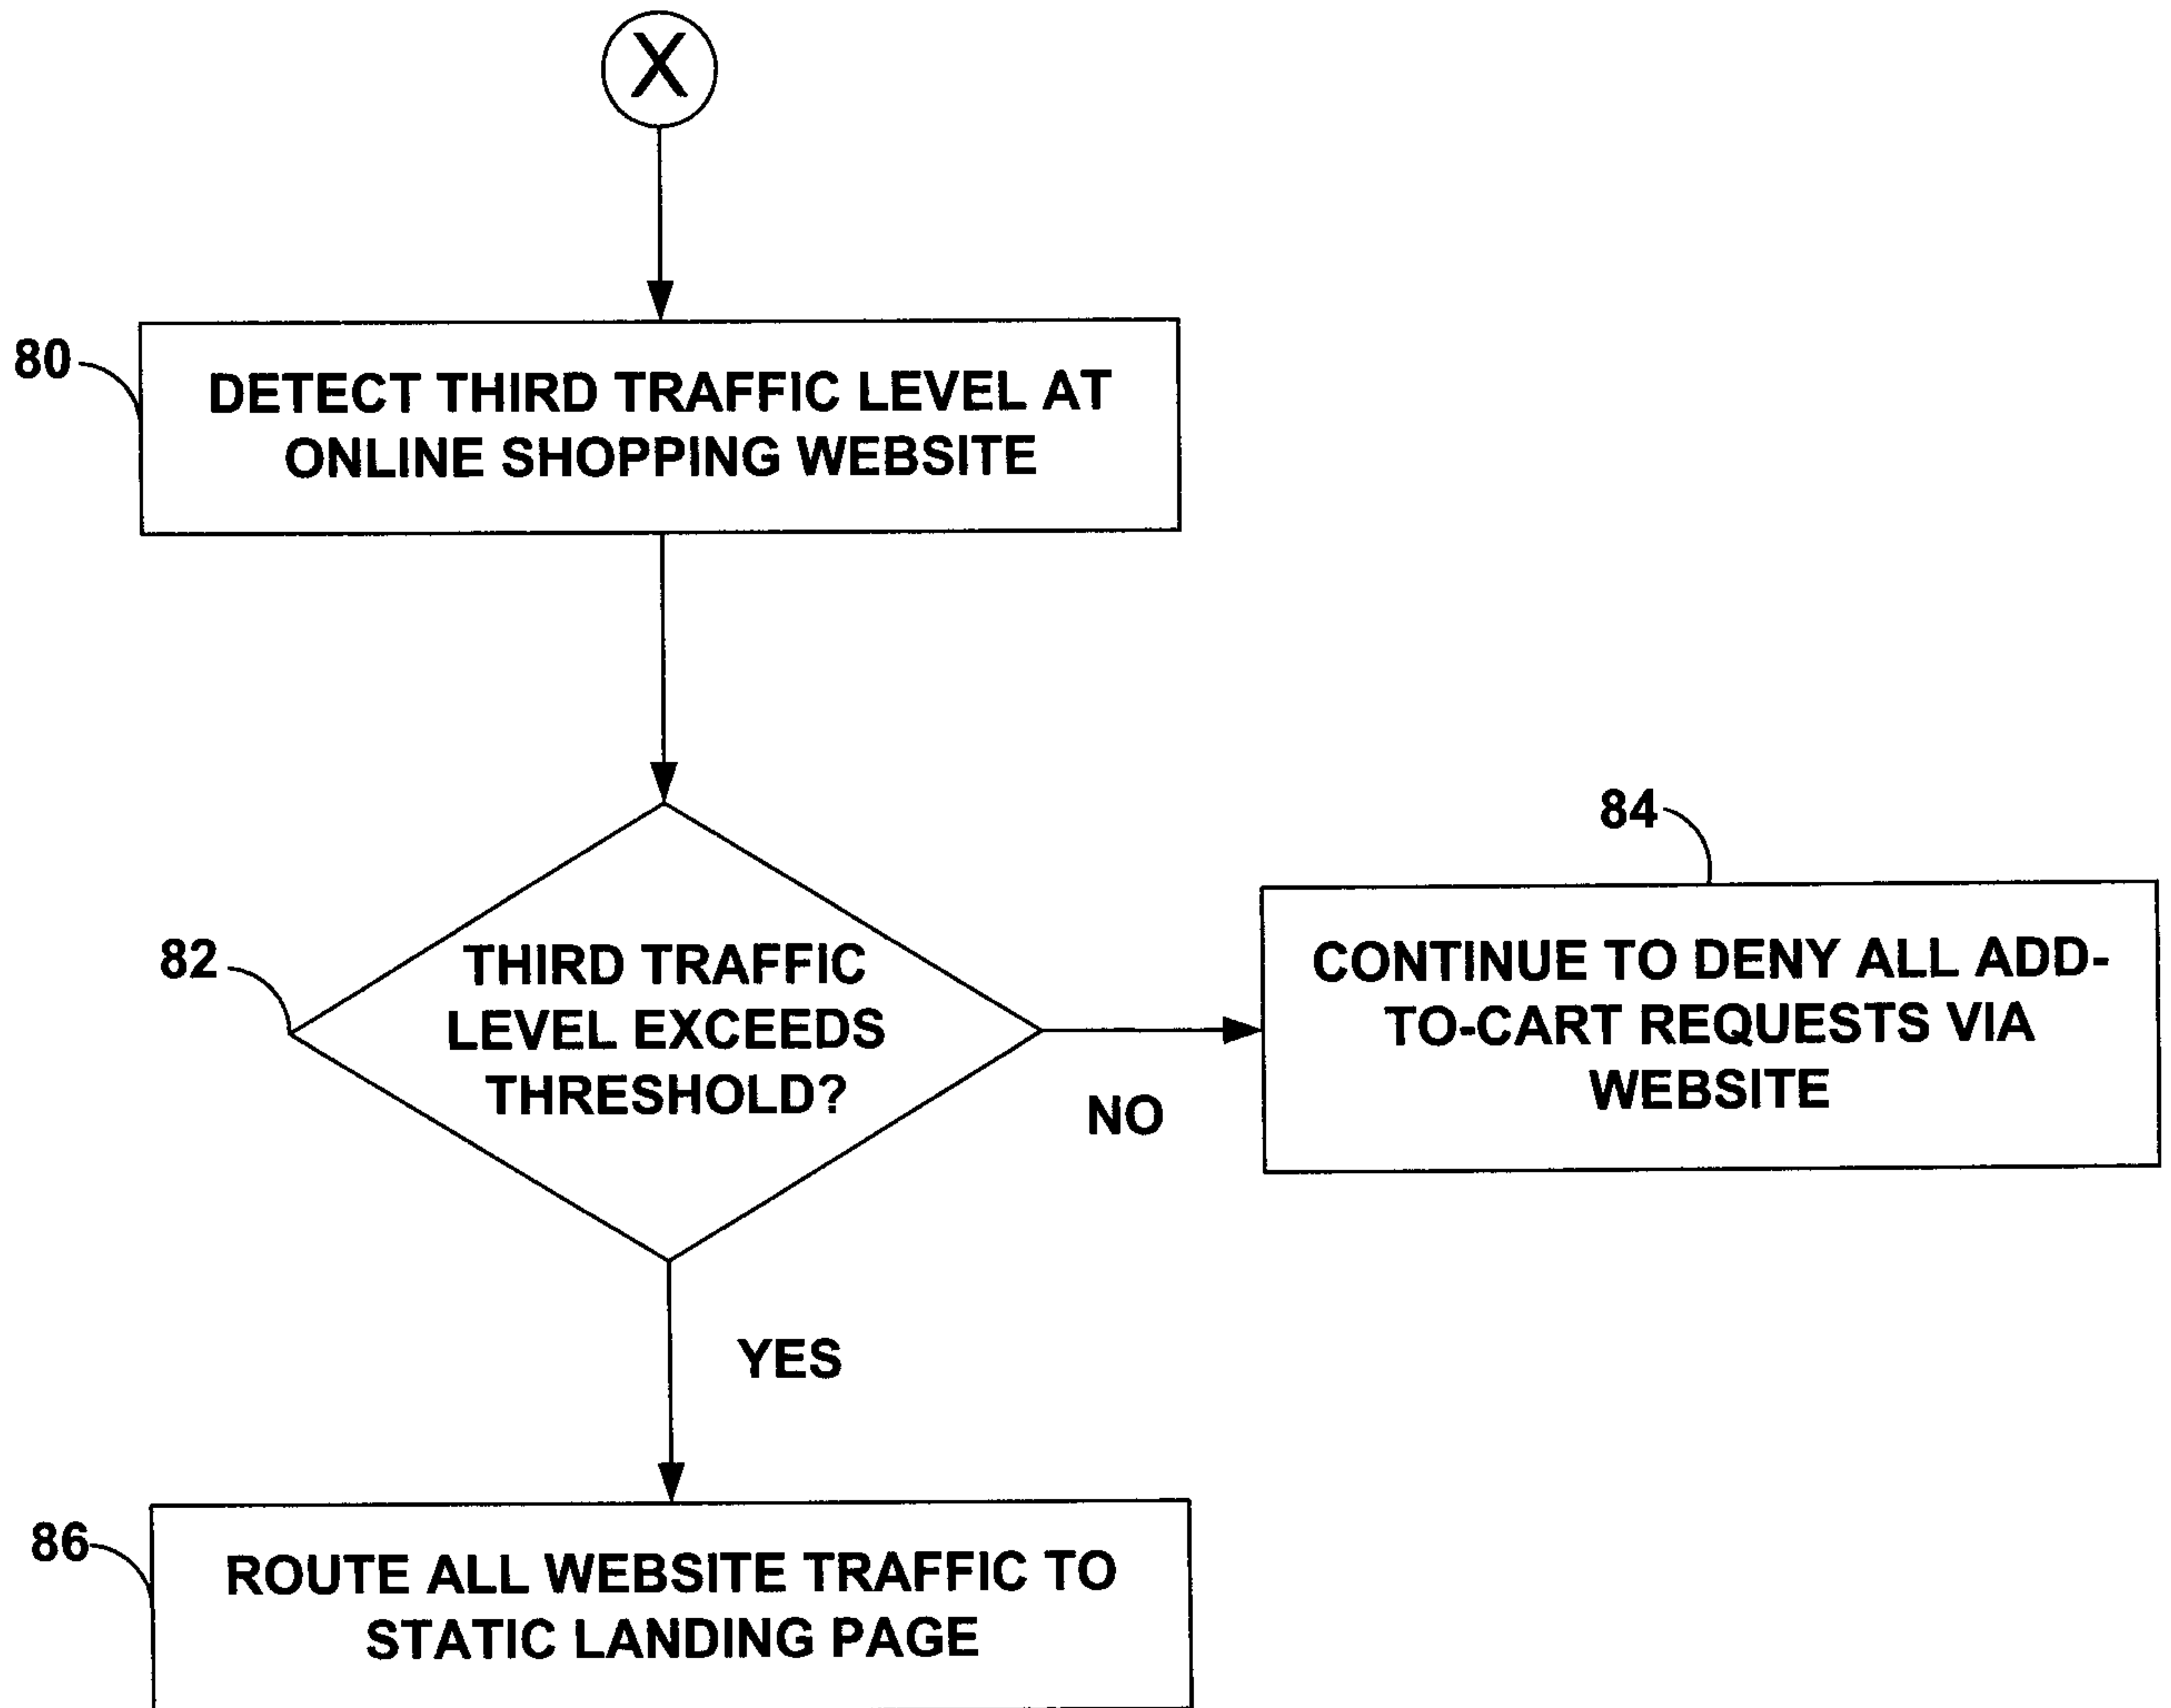 X
80
DETECT THIRD TRAFFIC LEVEL AT
ONLINE SHOPPING WEBSITE
82
THIRD TRAFFIC
LEVEL EXCEEDS
THRESHOLD?
NO
84
CONTINUE TO DENY ALL ADD-
TO-CART REQUESTS VIA
WEBSITE
YES
86
ROUTE ALL WEBSITE TRAFFIC TO
STATIC LANDING PAGE